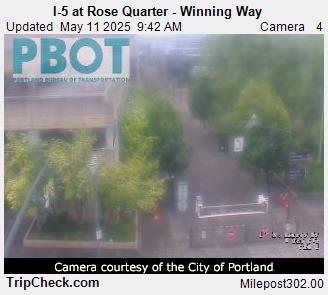 I-5 at Rose Quarter - Winning Way
Updated May 11 2025 9:42 AM Camera 4
PBOT
PORTLAND BUREAU OF TRANSPORTATION
Camera courtesy of the City of Portland
TripCheck.com Milepost302.00